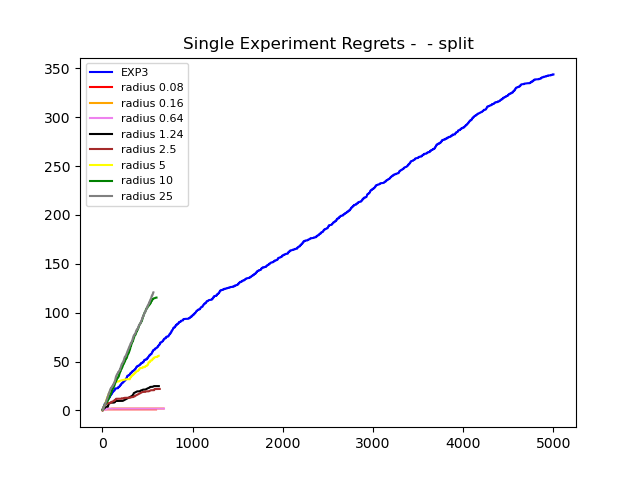 Single Experiment Regrets -  - split
EXP3
radius 0.08
radius 0.16
radius 0.64
radius 1.24
radius 2.5
radius 5
radius 10
radius 25
350
300
250
200
150
100
50
0
0 1000 2000 3000 4000 5000